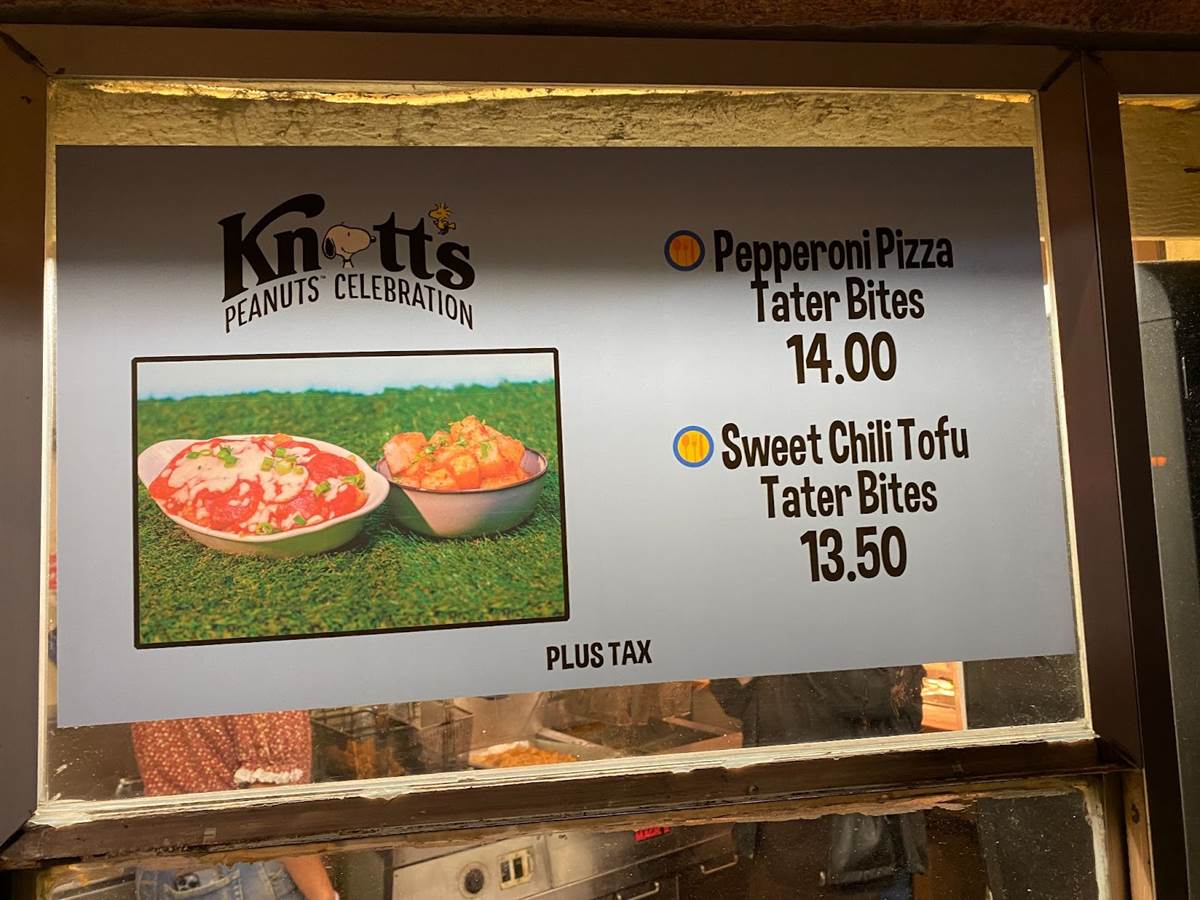 Knott's
PEANUTS™ CELEBRATION
Pepperoni Pizza
Tater Bites
14.00
Sweet Chili Tofu
Tater Bites
13.50
PLUS TAX